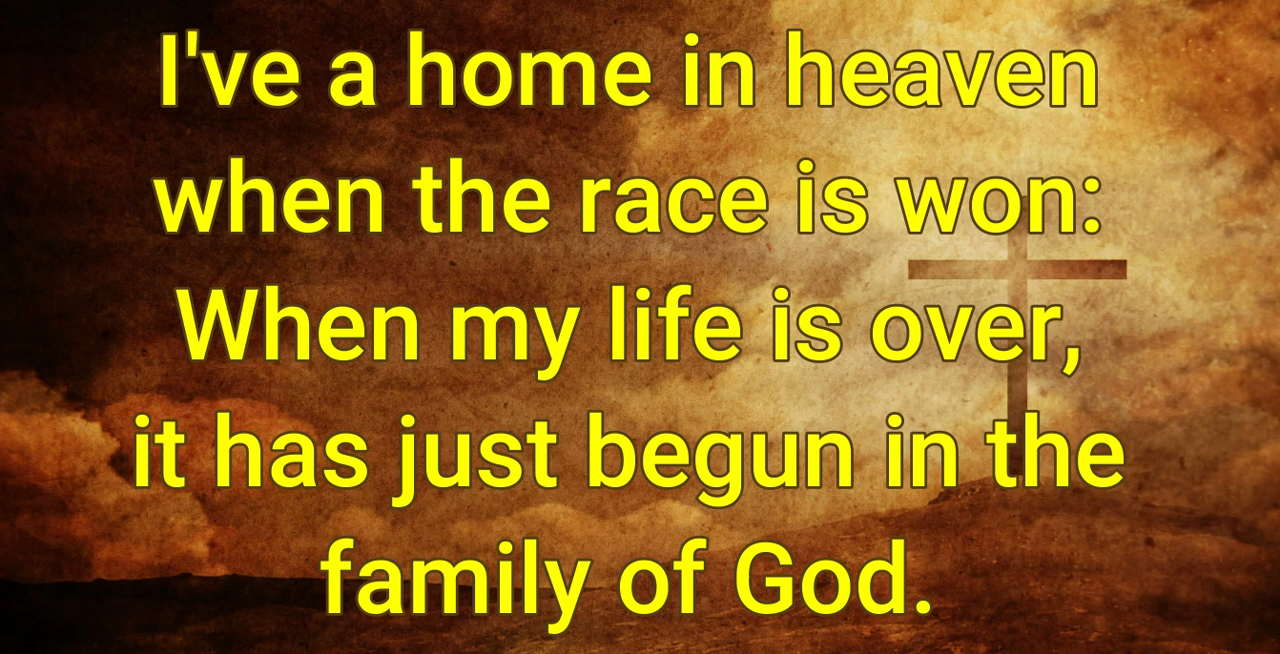 I've a home in heaven
when the race is won:
When my life is over,
it has just begun in the
family of God.